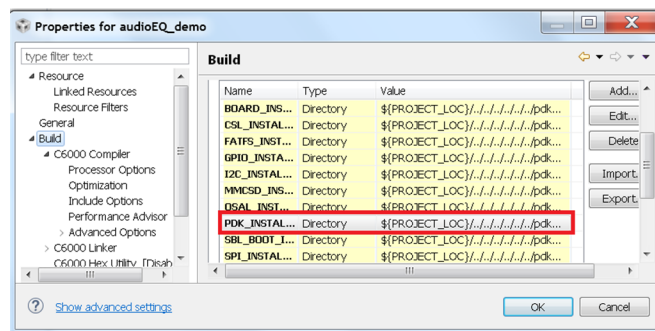 Properties for audioEQ_demo
type filter text
Build
Resource
Linked Resources
Resource Filters
General
Build
C6000 Compiler
Processor Options
Optimization
Include Options
Performance Advisor
Advanced Options
C6000 Linker
C6000 Hex Utility [Disab
Name Type Value
BOARD_INS... Directory ${PROJECT_LOC}/../../../../../../pdk...
CSL_INSTAL... Directory ${PROJECT_LOC}/../../../../../../pdk...
FATFS_INST... Directory ${PROJECT_LOC}/../../../../../../pdk...
GPIO_INSTA... Directory ${PROJECT_LOC}/../../../../../../pdk...
I2C_INSTAL... Directory ${PROJECT_LOC}/../../../../../../pdk...
MMCSD_INS... Directory ${PROJECT_LOC}/../../../../../../pdk...
OSAL_INST... Directory ${PROJECT_LOC}/../../../../../../pdk...
PDK_INSTAL... Directory ${PROJECT_LOC}/../../../../../../pdk...
SBL_BOOT_I... Directory ${PROJECT_LOC}/../../../../../../pdk...
SPI_INSTAL... Directory ${PROJECT_LOC}/../../../../../../pdk...
Add...
Edit...
Delete
Import.
Export.
Show advanced settings
OK Cancel